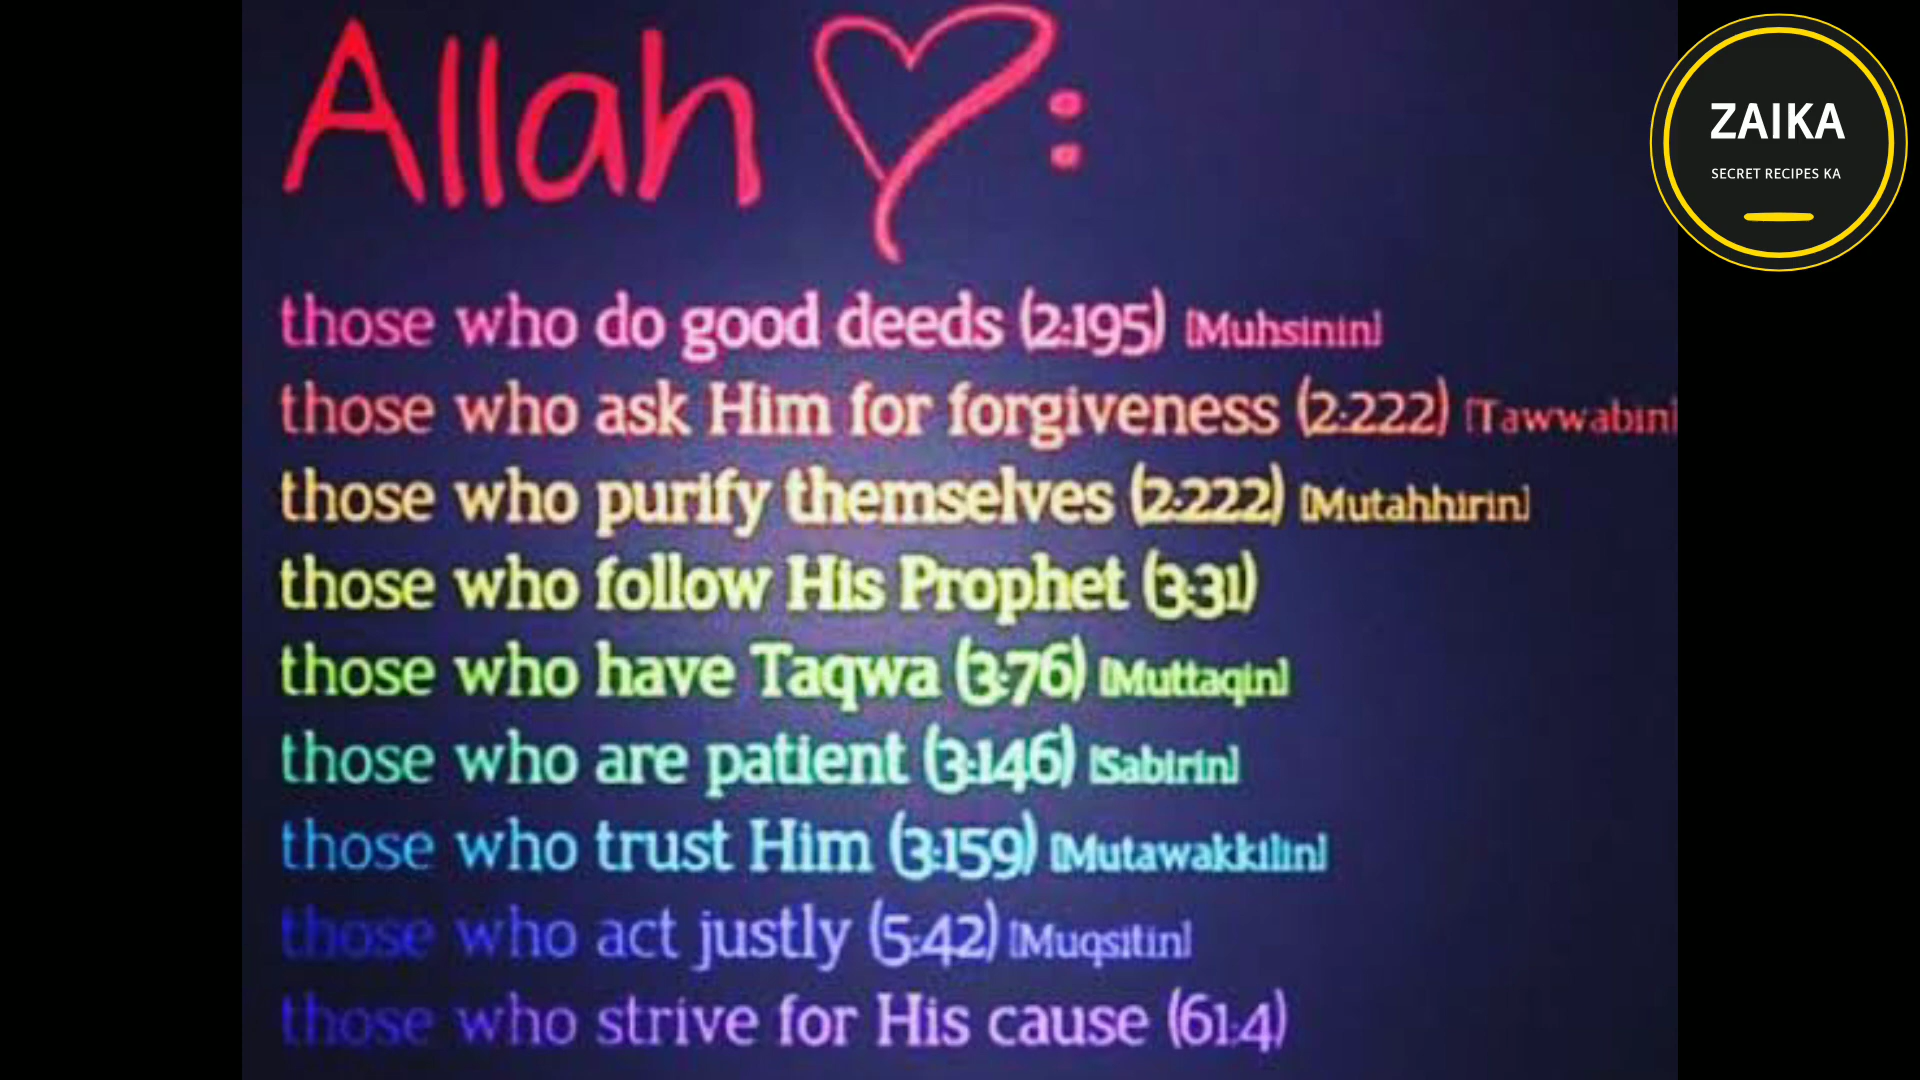 Allah ♡:
those who do good deeds (2:195) [Muhsinin]
those who ask Him for forgiveness (2:222) [Tawwabin]
those who purify themselves (2:222) [Mutahhirin]
those who follow His Prophet (3:31)
those who have Taqwa (3:76) [Muttaqin]
those who are patient (3:146) [Sabirin]
those who trust Him (3:159) [Mutawakkilin]
those who act justly (5:42) [Muqsitin]
those who strive for His cause (61:4)
ZAIKA
SECRET RECIPES KA